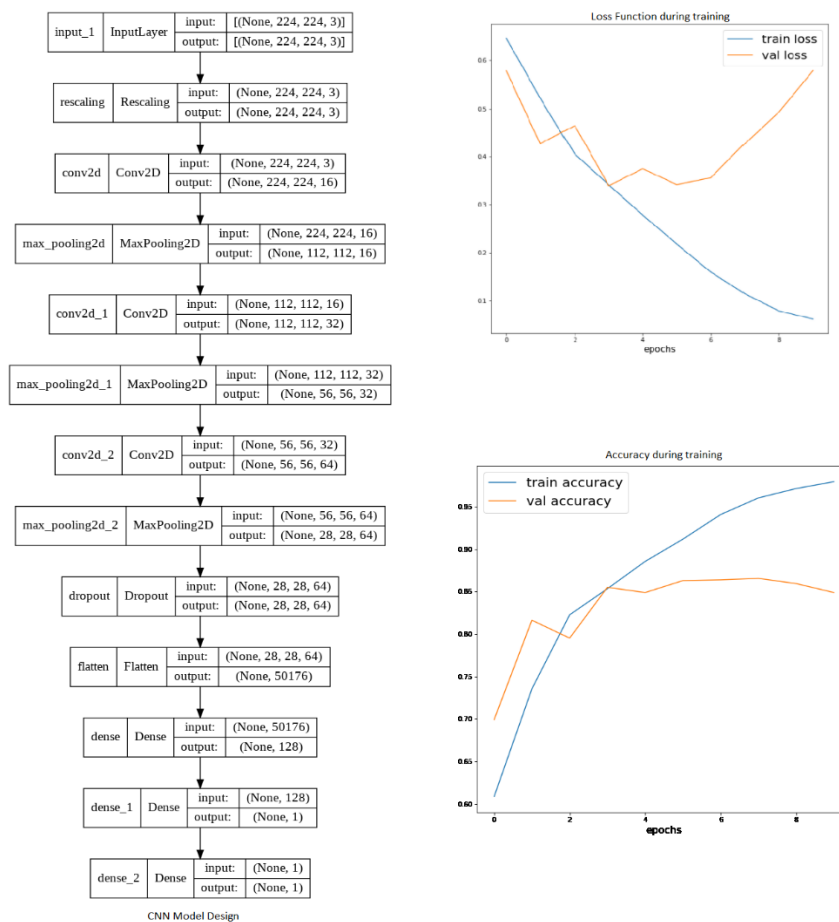 input_1 InputLayer input: [(None, 224, 224, 3)]
output: [(None, 224, 224, 3)]
rescaling Rescaling input: (None, 224, 224, 3)
output: (None, 224, 224, 3)
conv2d Conv2D input: (None, 224, 224, 3)
output: (None, 224, 224, 16)
max_pooling2d MaxPooling2D input: (None, 224, 224, 16)
output: (None, 112, 112, 16)
conv2d_1 Conv2D input: (None, 112, 112, 16)
output: (None, 112, 112, 32)
max_pooling2d_1 MaxPooling2D input: (None, 112, 112, 32)
output: (None, 56, 56, 32)
conv2d_2 Conv2D input: (None, 56, 56, 32)
output: (None, 56, 56, 64)
max_pooling2d_2 MaxPooling2D input: (None, 56, 56, 64)
output: (None, 28, 28, 64)
dropout Dropout input: (None, 28, 28, 64)
output: (None, 28, 28, 64)
flatten Flatten input: (None, 28, 28, 64)
output: (None, 50176)
dense Dense input: (None, 50176)
output: (None, 128)
dense_1 Dense input: (None, 128)
output: (None, 1)
dense_2 Dense input: (None, 1)
output: (None, 1)
CNN Model Design
Loss Function during training
train loss
val loss
0.6
0.5
0.4
0.3
0.2
0.1
0 2 4 6 8
epochs
Accuracy during training
train accuracy
val accuracy
0.95
0.90
0.85
0.80
0.75
0.70
0.65
0.60
0 2 4 6 8
epochs